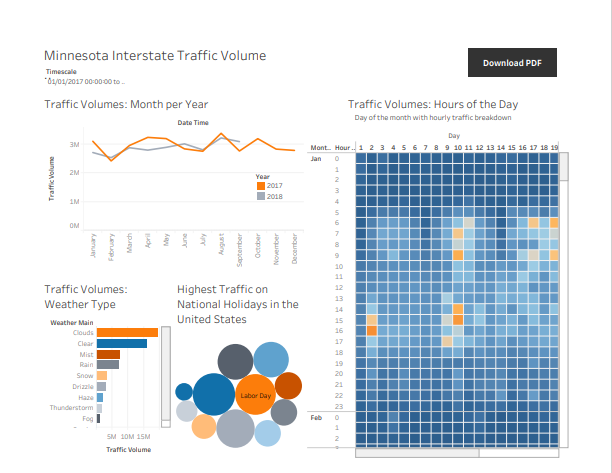 Minnesota Interstate Traffic Volume
Download PDF
Timescale
01/01/2017 00:00:00 to ..
Traffic Volumes: Month per Year
Date Time
Traffic Volume
3M
2M
1M
0M
Year
2017
2018
January
February
March
April
May
June
July
August
September
October
November
December
Traffic Volumes: Hours of the Day
Day of the month with hourly traffic breakdown
Day
Mont.. Hour .. 1 2 3 4 5 6 7 8 9 10 11 12 13 14 15 16 17 18 19
Jan 0
1
2
3
4
5
6
7
8
9
10
11
12
13
14
15
16
17
18
19
20
21
22
23
Feb 0
1
2
Traffic Volumes:
Weather Type
Weather Main
Clouds
Clear
Mist
Rain
Snow
Drizzle
Haze
Thunderstorm
Fog
5M 10M 15M
Traffic Volume
Highest Traffic on
National Holidays in the
United States
Labor Day